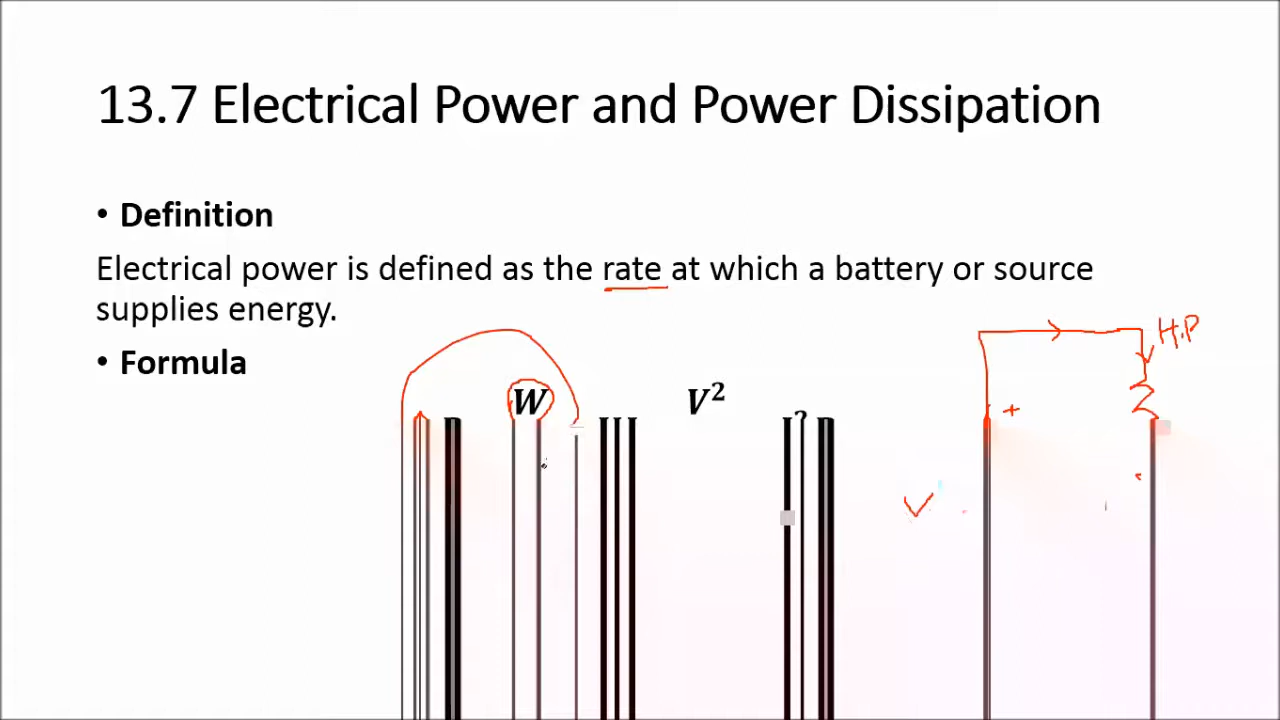 13.7 Electrical Power and Power Dissipation
• Definition
Electrical power is defined as the rate at which a battery or source
supplies energy.
• Formula
W V²
H.P
+
V